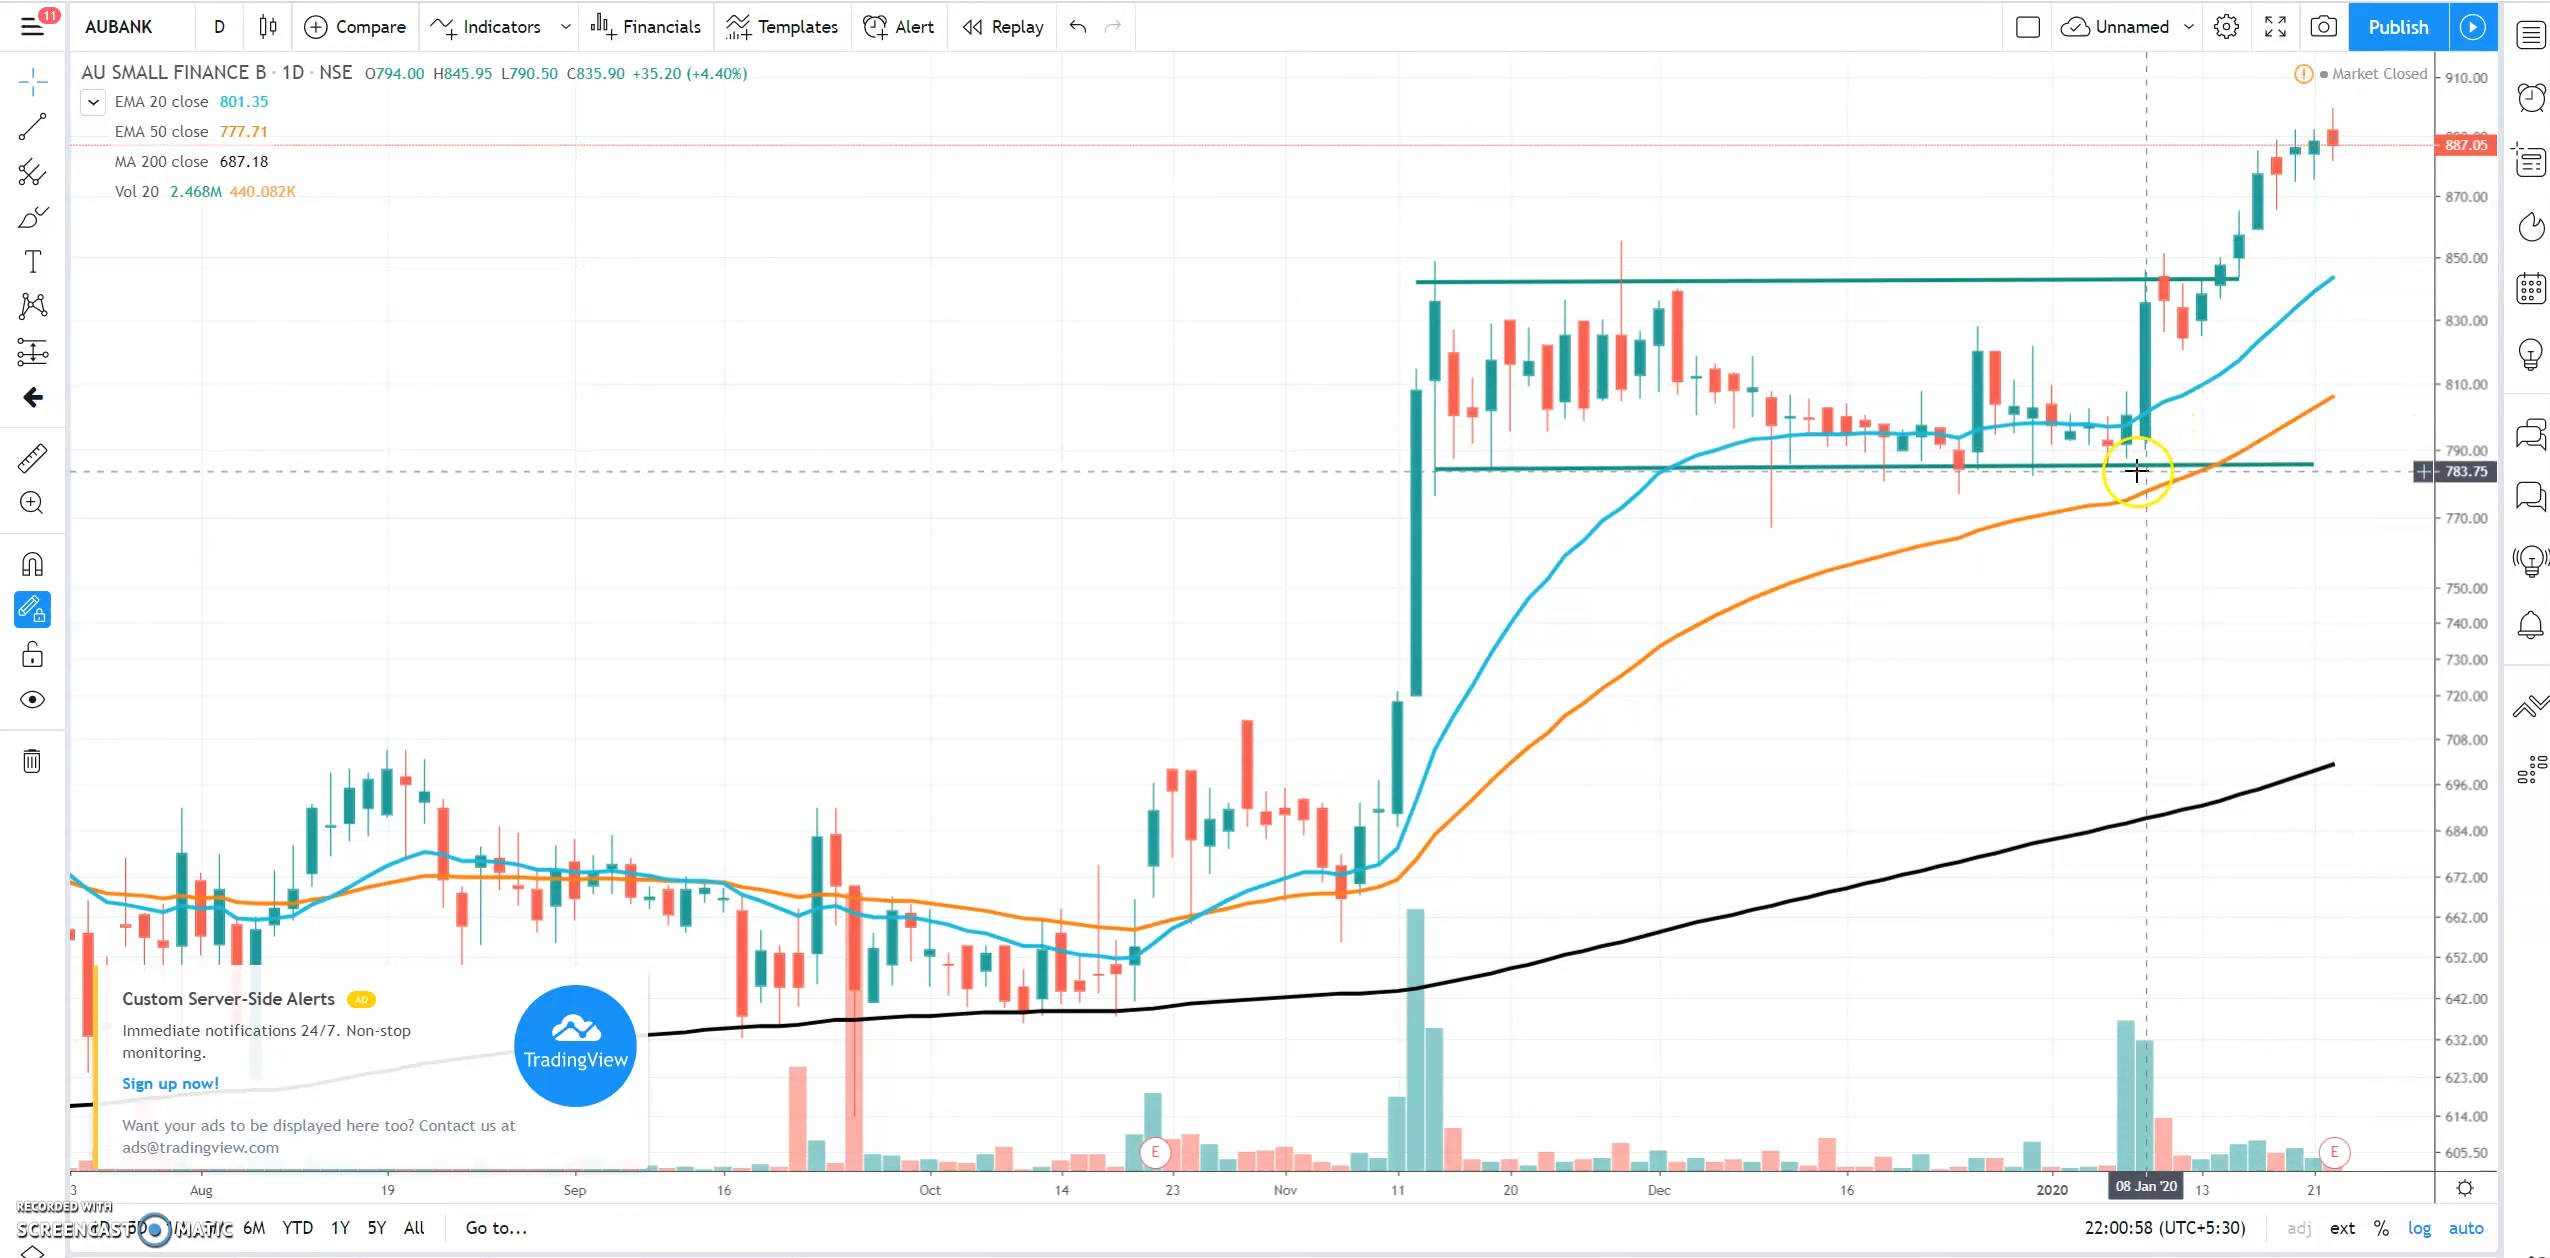 11
AUBANK D Compare Indicators Financials Templates Alert Replay Unnamed Publish
AU SMALL FINANCE B · 1D · NSE O794.00 H845.95 L790.50 C835.90 +35.20 (+4.40%)
Market Closed
EMA 20 close 801.35
EMA 50 close 777.71
MA 200 close 687.18
Vol 20 2.468M 440.082K
910.00
887.05
870.00
850.00
830.00
810.00
790.00
783.75
770.00
750.00
740.00
730.00
720.00
708.00
696.00
684.00
672.00
662.00
652.00
642.00
632.00
623.00
614.00
605.50
Custom Server-Side Alerts AD
Immediate notifications 24/7. Non-stop
monitoring.
Sign up now!
TradingView
Want your ads to be displayed here too? Contact us at
ads@tradingview.com
E E
3 Aug 19 Sep 16 Oct 14 23 Nov 11 20 Dec 16 2020 08 Jan '20 13 21
RECORDED WITH
SCREENCAST MATIC
6M YTD 1Y 5Y All Go to... 22:00:58 (UTC+5:30) adj ext % log auto